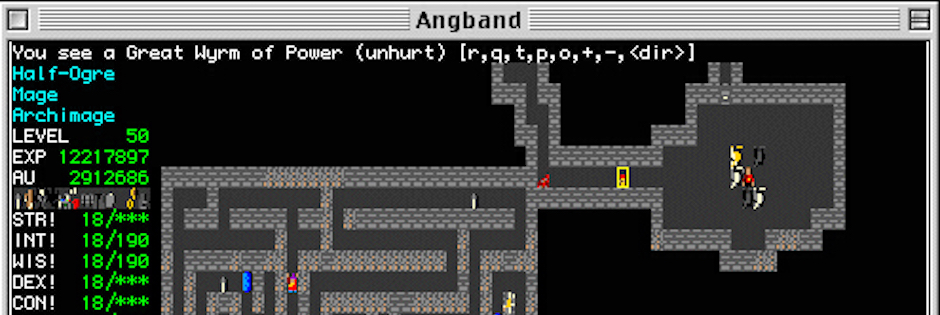 Angband
You see a Great Wyrm of Power (unhurt) [r,q,t,p,o,+,-,<dir>]
Half-Ogre
Mage
Archimage
LEVEL 50
EXP 12217897
AU 2912686
STR! 18/***
INT! 18/190
WIS! 18/190
DEX! 18/***
CON! 18/***